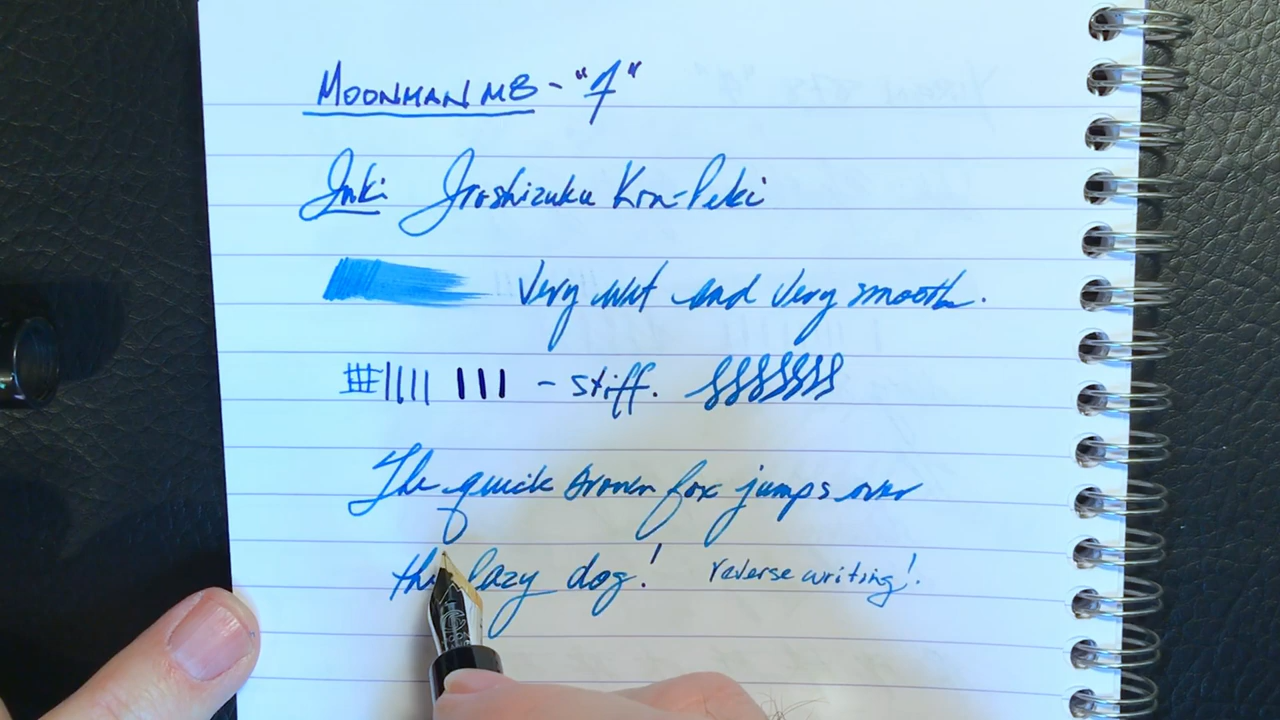 MOONMAN M8 - "f"
Ink: Iroshizuku Kon-Peki
Very wet and very smooth.
- stiff.
The quick brown fox jumps over
the lazy dog! reverse writing!